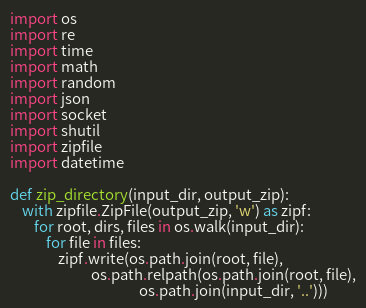 import os
import re
import time
import math
import random
import json
import socket
import shutil
import zipfile
import datetime

def zip_directory(input_dir, output_zip):
    with zipfile.ZipFile(output_zip, 'w') as zipf:
        for root, dirs, files in os.walk(input_dir):
            for file in files:
                zipf.write(os.path.join(root, file),
                           os.path.relpath(os.path.join(root, file),
                                           os.path.join(input_dir, '..')))